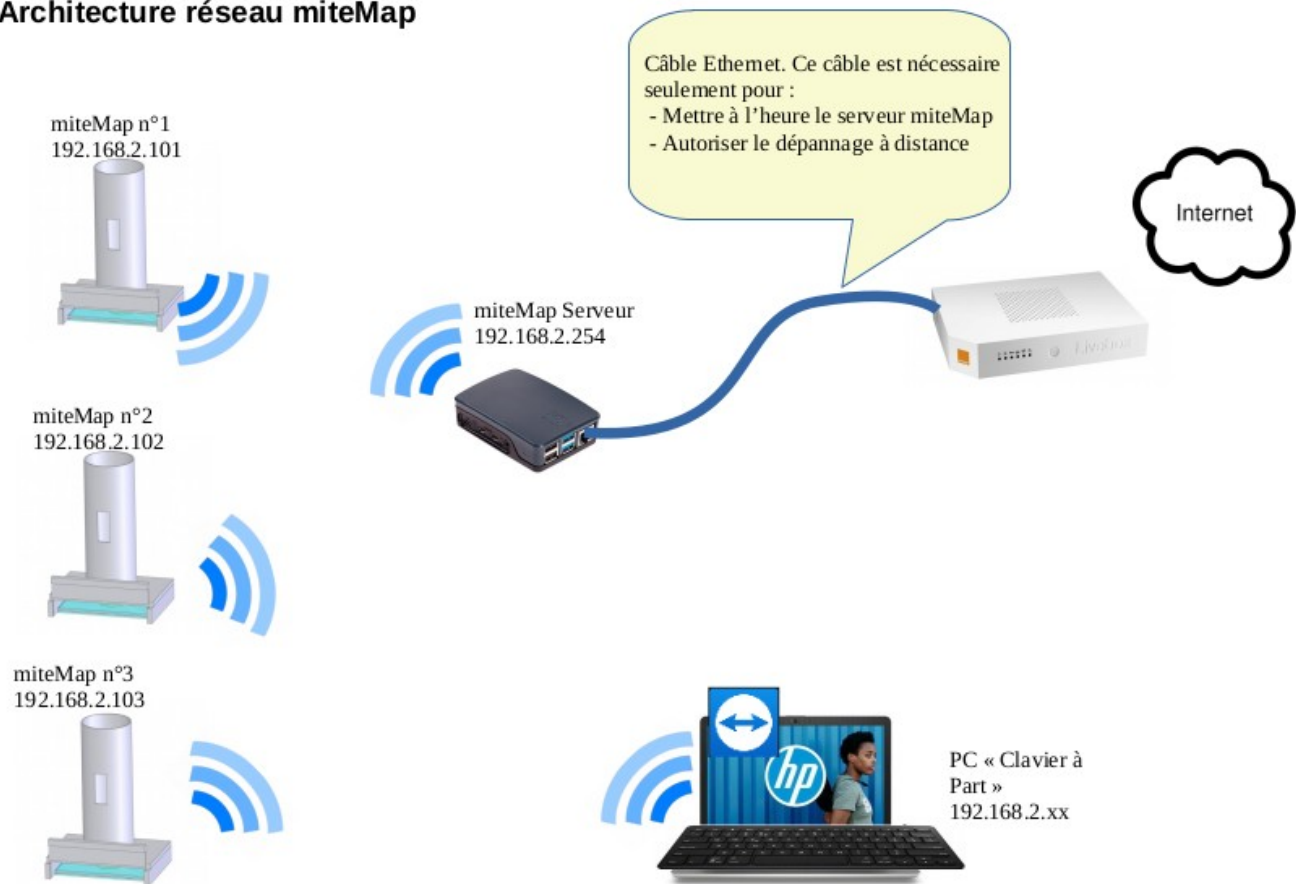 Architecture réseau miteMap
Câble Ethernet. Ce câble est nécessaire
seulement pour :
- Mettre à l’heure le serveur miteMap
- Autoriser le dépannage à distance
miteMap n°1
192.168.2.101
Internet
miteMap Serveur
192.168.2.254
Livebox
miteMap n°2
192.168.2.102
miteMap n°3
192.168.2.103
hp
PC « Clavier à
Part »
192.168.2.xx